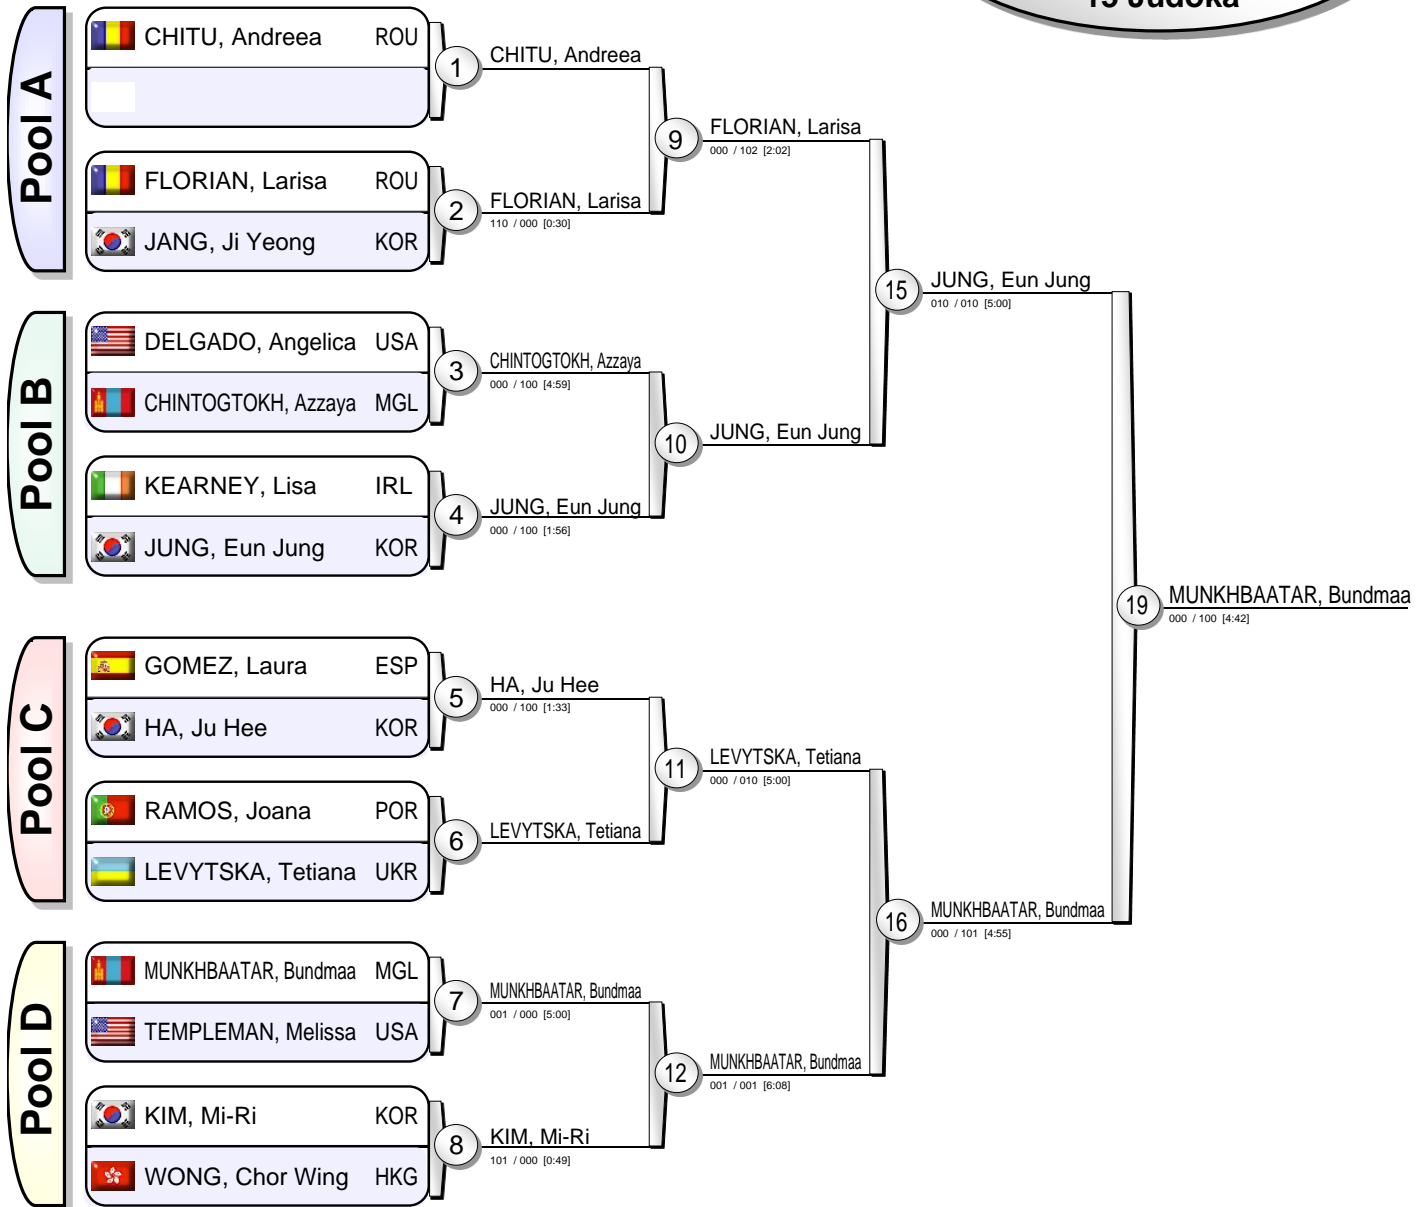 15 Judoka
Pool A
CHITU, Andreea ROU
FLORIAN, Larisa ROU
JANG, Ji Yeong KOR
1
CHITU, Andreea
2
FLORIAN, Larisa
110 / 000 [0:30]
9
FLORIAN, Larisa
000 / 102 [2:02]
Pool B
DELGADO, Angelica USA
CHINTOGTOKH, Azzaya MGL
KEARNEY, Lisa IRL
JUNG, Eun Jung KOR
3
CHINTOGTOKH, Azzaya
000 / 100 [4:59]
4
JUNG, Eun Jung
000 / 100 [1:56]
10
JUNG, Eun Jung
15
JUNG, Eun Jung
010 / 010 [5:00]
Pool C
GOMEZ, Laura ESP
HA, Ju Hee KOR
RAMOS, Joana POR
LEVYTSKA, Tetiana UKR
5
HA, Ju Hee
000 / 100 [1:33]
6
LEVYTSKA, Tetiana
11
LEVYTSKA, Tetiana
000 / 010 [5:00]
Pool D
MUNKHBAATAR, Bundmaa MGL
TEMPLEMAN, Melissa USA
KIM, Mi-Ri KOR
WONG, Chor Wing HKG
7
MUNKHBAATAR, Bundmaa
001 / 000 [5:00]
8
KIM, Mi-Ri
101 / 000 [0:49]
12
MUNKHBAATAR, Bundmaa
001 / 001 [6:08]
16
MUNKHBAATAR, Bundmaa
000 / 101 [4:55]
19
MUNKHBAATAR, Bundmaa
000 / 100 [4:42]